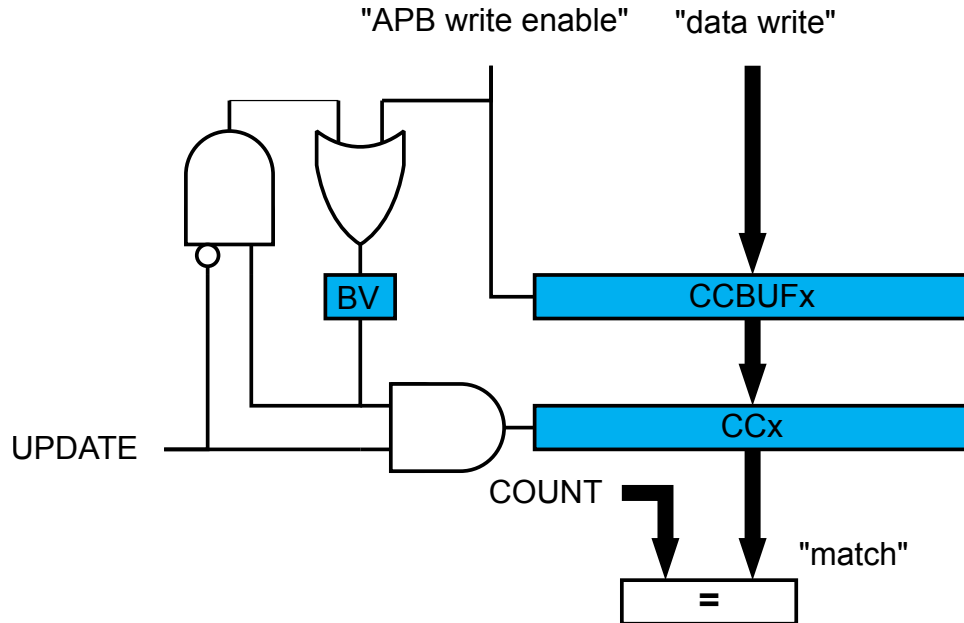 "APB write enable"
"data write"
BV
CCBUFx
CCx
UPDATE
COUNT
"match"
=